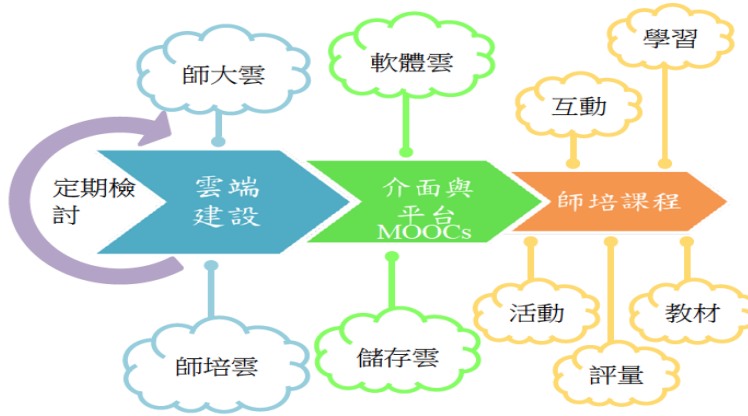 學習
師大雲
軟體雲
互動
定期檢
討
雲端
建設
介面與
平台
MOOCs
師培課程
活動
教材
師培雲
儲存雲
評量